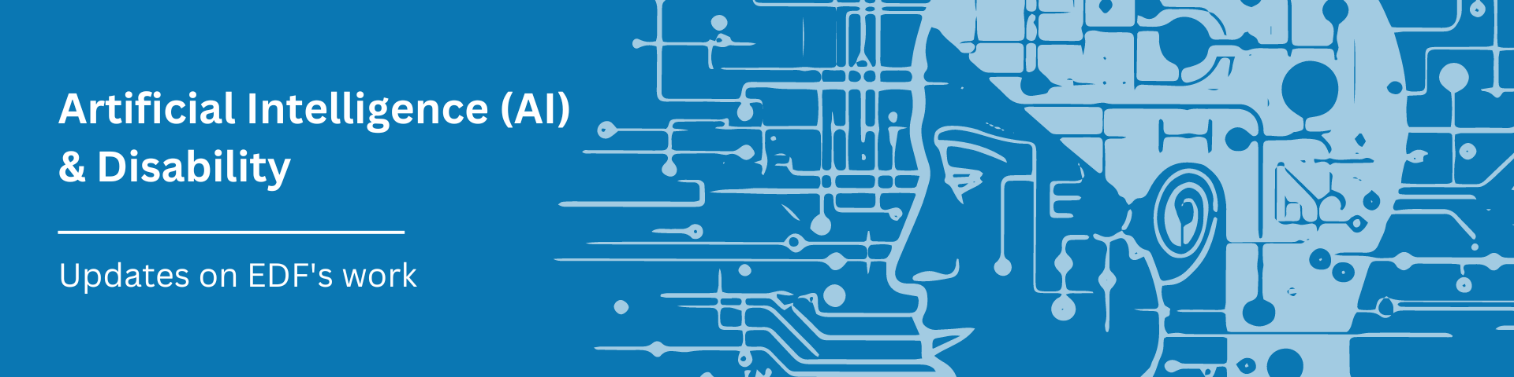 Artificial Intelligence (AI)
& Disability
Updates on EDF's work